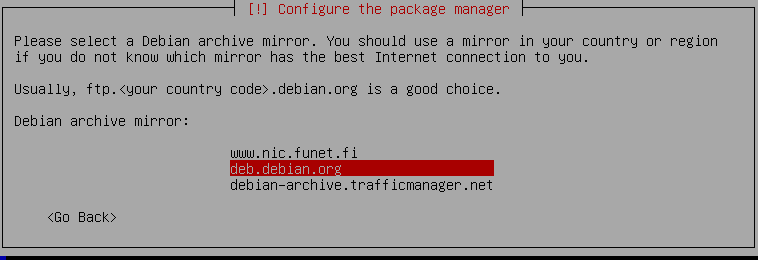 [!] Configure the package manager
Please select a Debian archive mirror. You should use a mirror in your country or region
if you do not know which mirror has the best Internet connection to you.
Usually, ftp.<your country code>.debian.org is a good choice.
Debian archive mirror:
www.nic.funet.fi
deb.debian.org
debian-archive.trafficmanager.net
<Go Back>